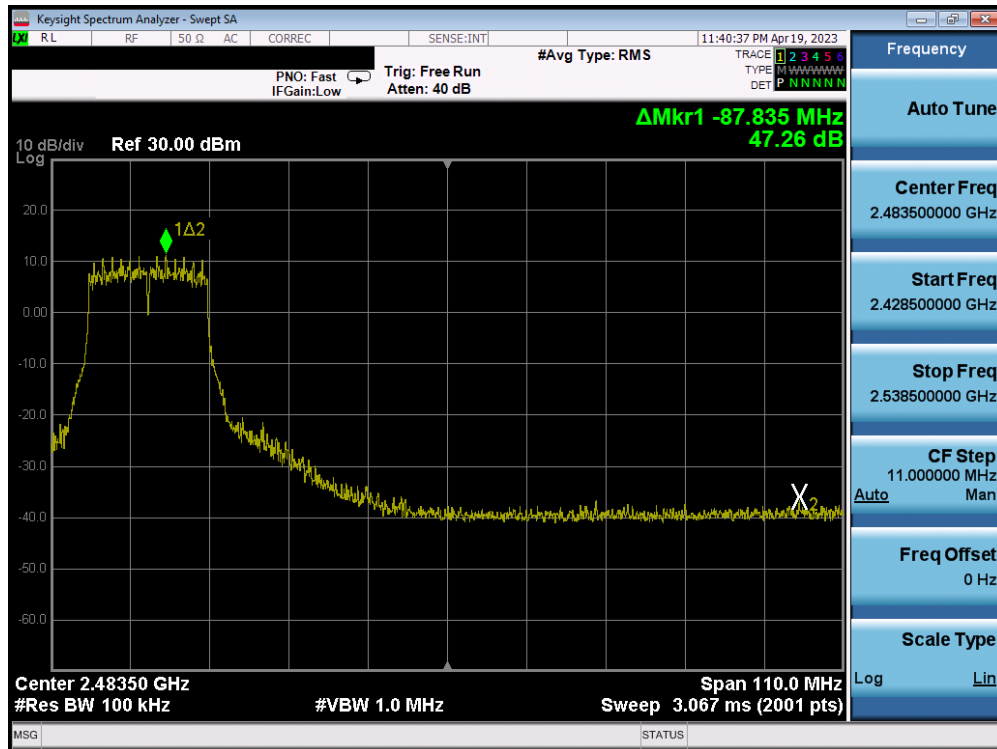 Keysight Spectrum Analyzer - Swept SA
LXI RL RF 50 Ω AC CORREC SENSE:INT 11:40:37 PM Apr 19, 2023
#Avg Type: RMS
TRACE 1 2 3 4 5 6
PNO: Fast Trig: Free Run
TYPE M W W W W W
IFGain:Low Atten: 40 dB
DET P N N N N N
ΔMkr1 -87.835 MHz
47.26 dB
10 dB/div Ref 30.00 dBm
Log
20.0
10.0
0.00
-10.0
-20.0
-30.0
-40.0
-50.0
-60.0
1Δ2
X2
Center 2.48350 GHz Span 110.0 MHz
#Res BW 100 kHz #VBW 1.0 MHz Sweep 3.067 ms (2001 pts)
MSG STATUS
Frequency
Auto Tune
Center Freq
2.483500000 GHz
Start Freq
2.428500000 GHz
Stop Freq
2.538500000 GHz
CF Step
11.000000 MHz
Auto Man
Freq Offset
0 Hz
Scale Type
Log Lin